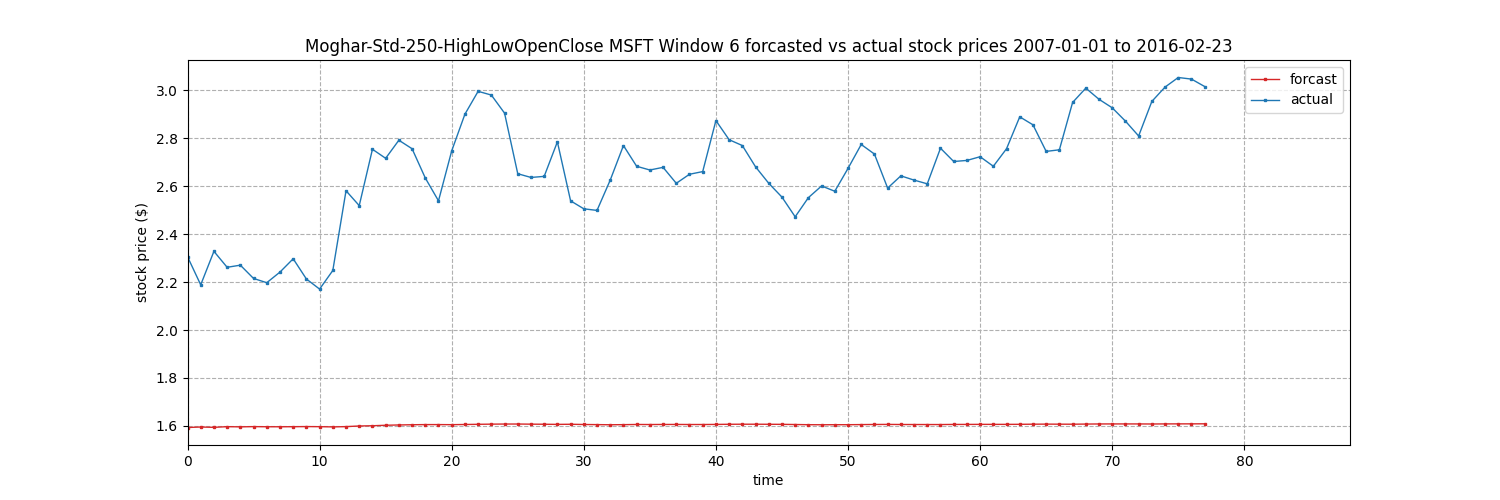 Moghar-Std-250-HighLowOpenClose MSFT Window 6 forcasted vs actual stock prices 2007-01-01 to 2016-02-23
forcast
actual
3.0
2.8
2.6
2.4
2.2
2.0
1.8
1.6
stock price ($)
0 10 20 30 40 50 60 70 80
time